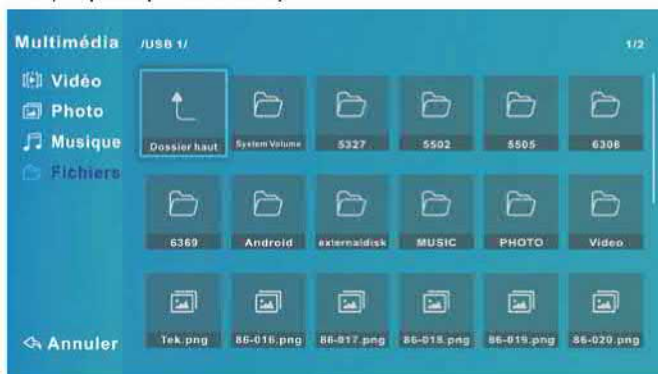 Multimédia
/USB 1/
1/2
Vidéo
Photo
Musique
Fichiers
Annuler
Dossier haut
System Volume
5327
5502
5505
6308
6369
Android
externaldisk
MUSIC
PHOTO
Video
Tek.png
86-016.png
86-017.png
86-018.png
86-019.png
86-020.png